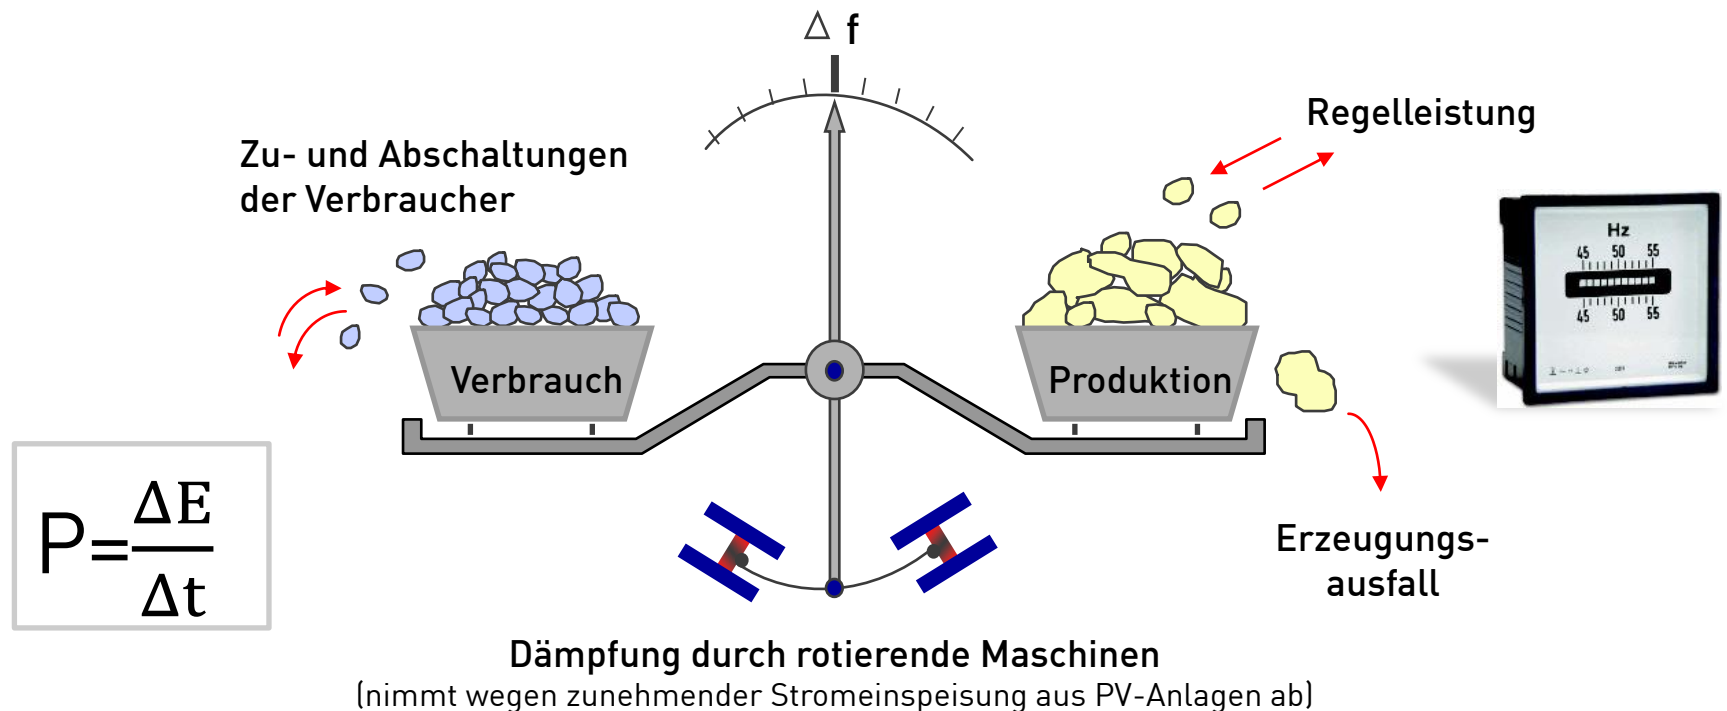 Δ f
Regelleistung
Zu- und Abschaltungen
der Verbraucher
Hz
45 50 55
45 50 55
Verbrauch
Produktion
P=ΔE/Δt
Erzeugungs-
ausfall
Dämpfung durch rotierende Maschinen
(nimmt wegen zunehmender Stromeinspeisung aus PV-Anlagen ab)